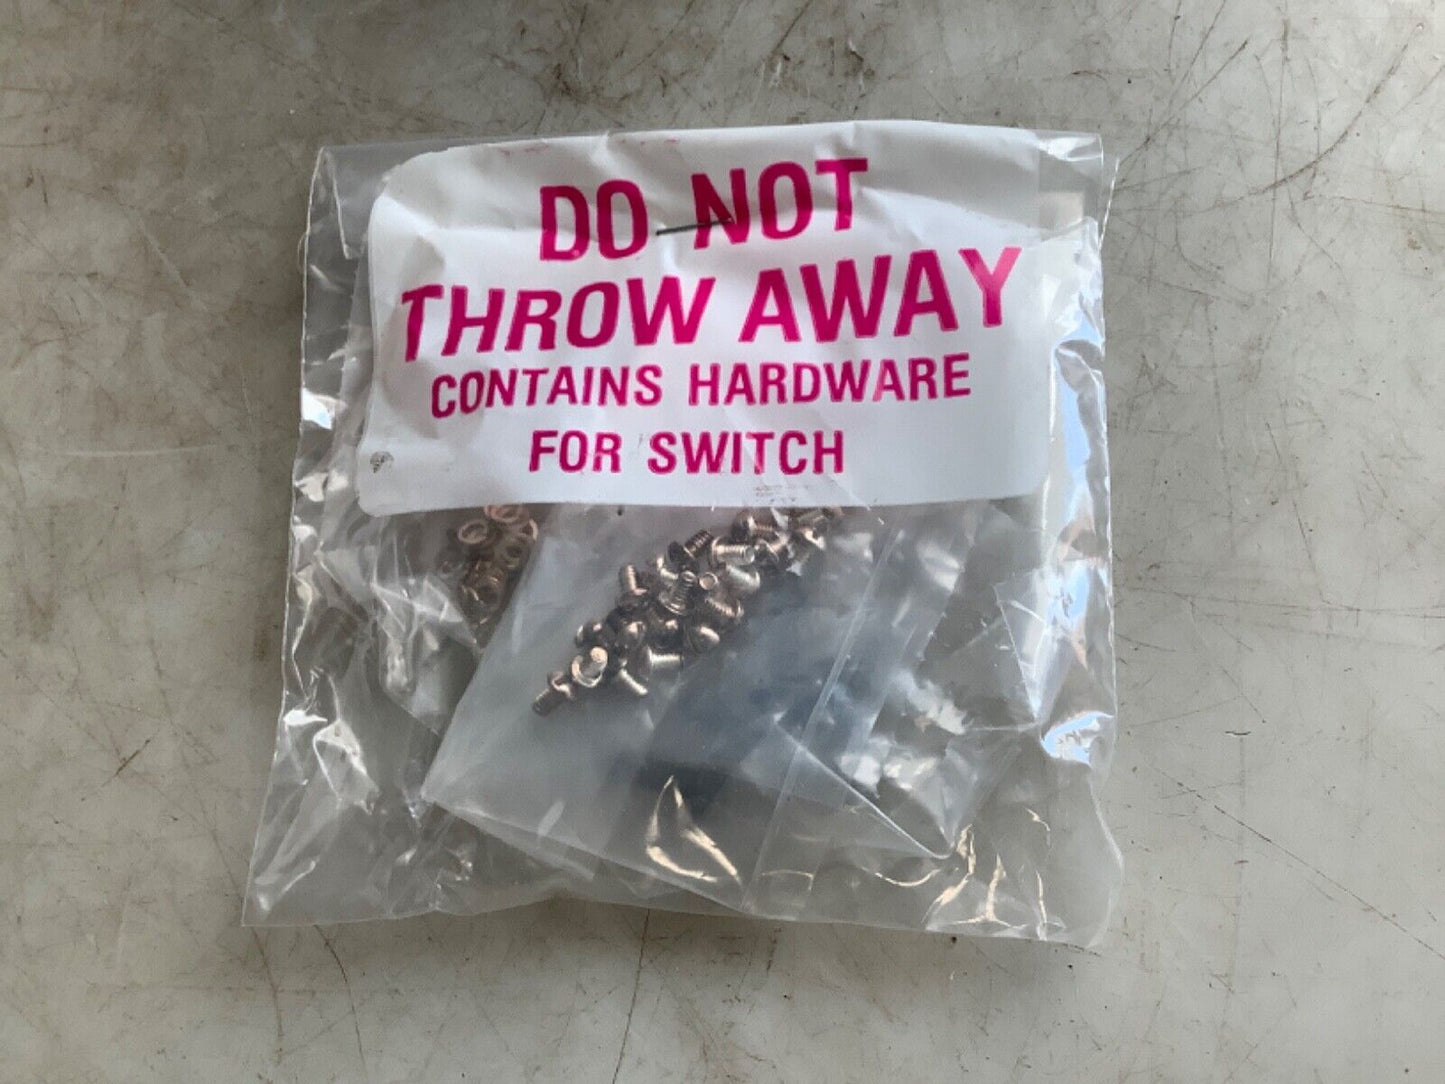 DO NOT
THROW AWAY
CONTAINS HARDWARE
FOR SWITCH